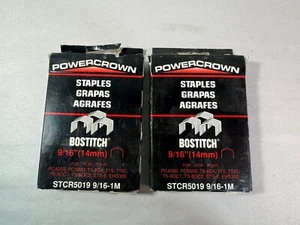 POWERCROWN
STAPLES
GRAPAS
AGRAFES
BOSTITCH
9/16" (14mm)
STCR5019 9/16-1M
POWERCROWN
STAPLES
GRAPAS
AGRAFES
BOSTITCH
9/16" (14mm)
STCR5019 9/16-1M